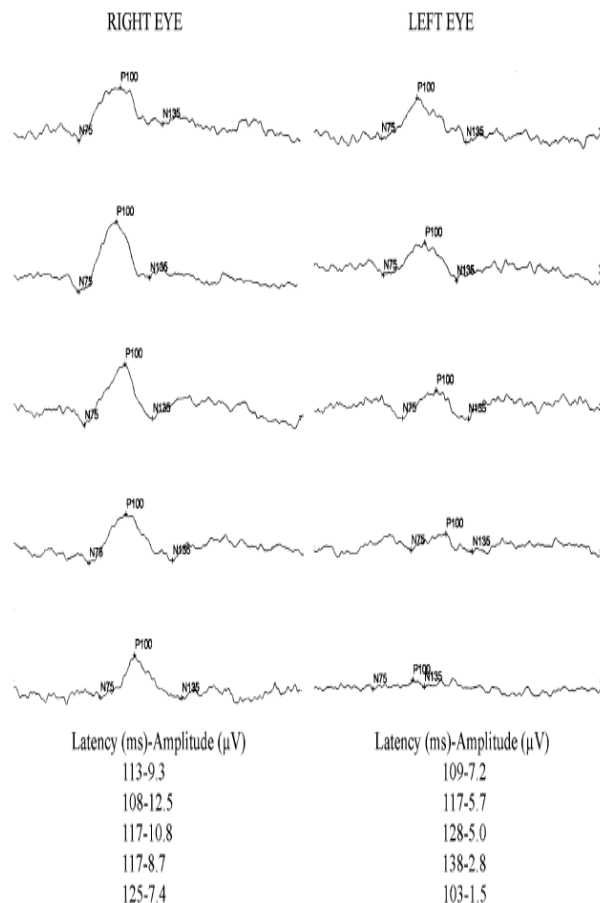 RIGHT EYE LEFT EYE
P100 P100
N75 N135 N75 N135
P100 P100
N75 N135 N75 N135
P100 P100
N75 N135 N75 N135
P100 P100
N75 N135 N75 N135
P100 P100
N75 N135 N75 N135
Latency (ms)-Amplitude (µV) Latency (ms)-Amplitude (µV)
113-9.3 109-7.2
108-12.5 117-5.7
117-10.8 128-5.0
117-8.7 138-2.8
125-7.4 103-1.5